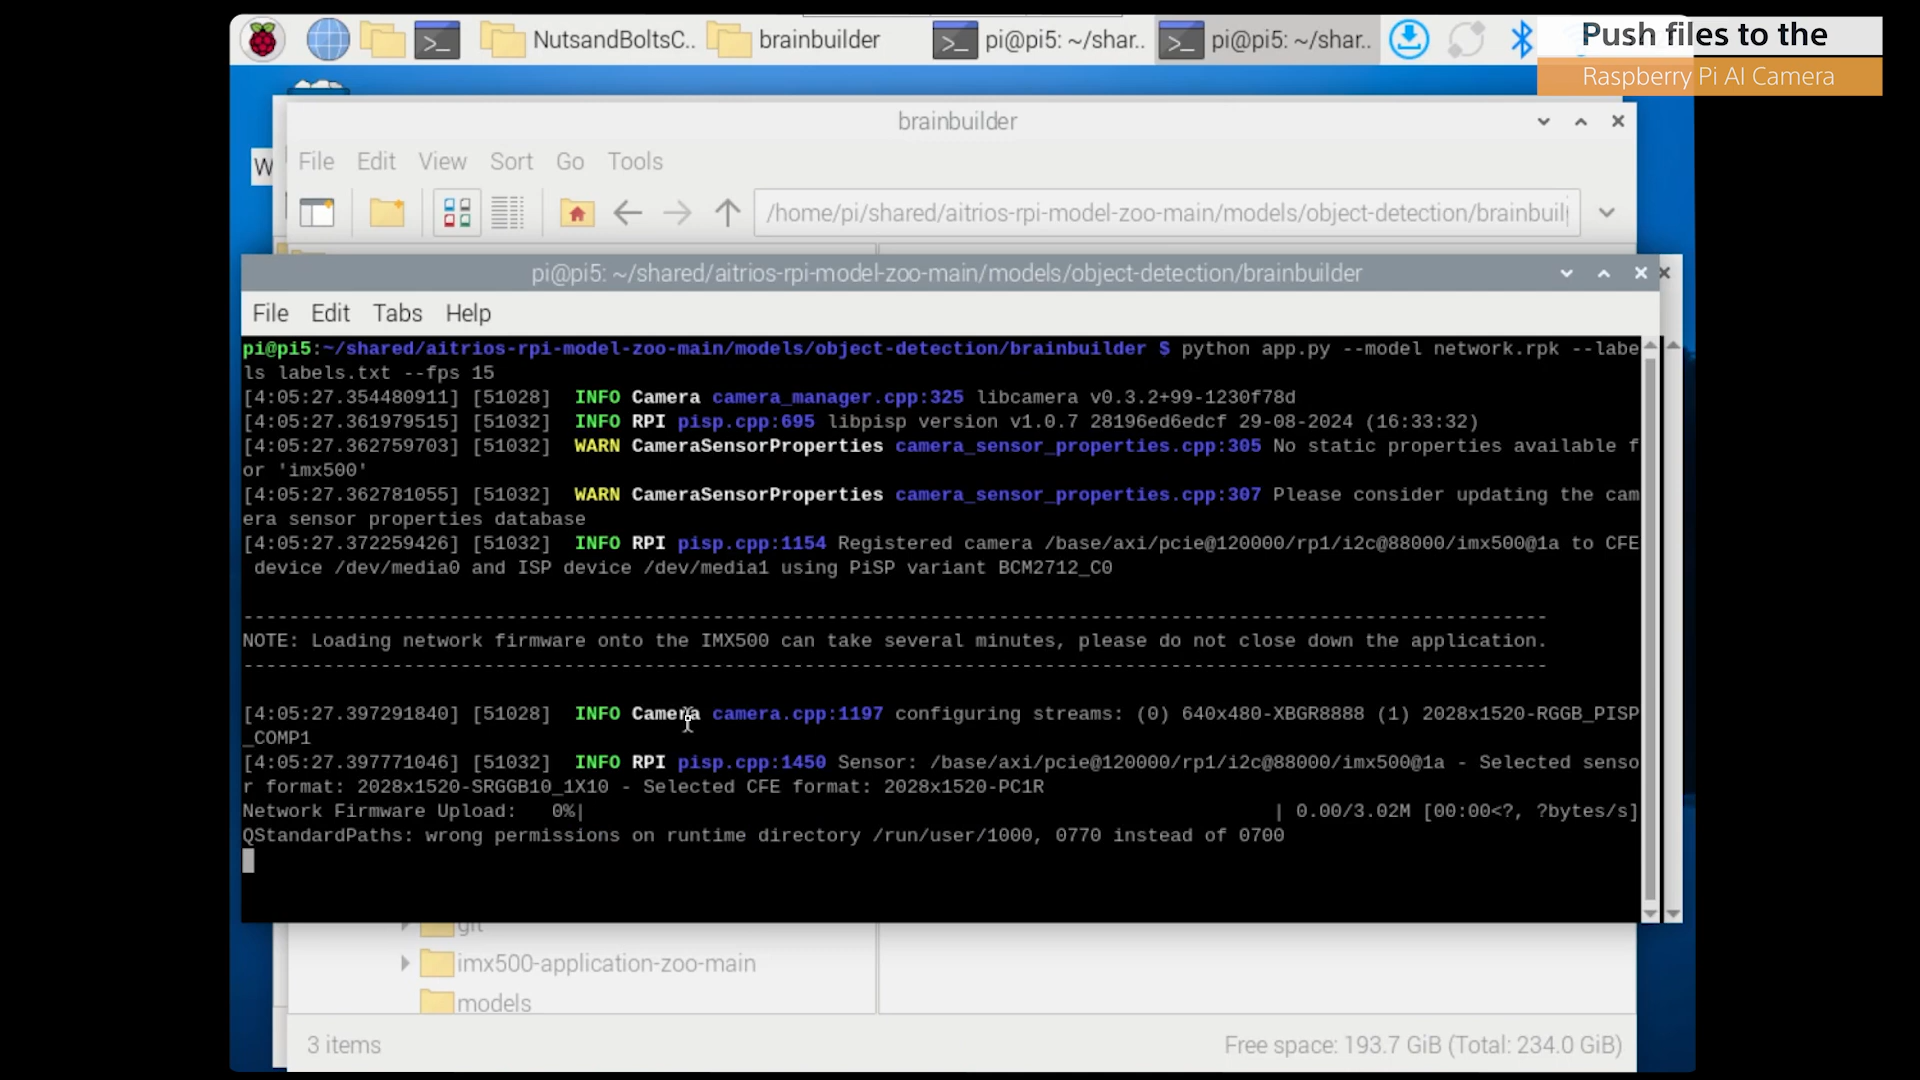 NutsandBoltsC..
brainbuilder
pi@pi5: ~/shar..
pi@pi5: ~/shar..
Push files to the
Raspberry Pi AI Camera
brainbuilder
W
File Edit View Sort Go Tools
/home/pi/shared/aitrios-rpi-model-zoo-main/models/object-detection/brainbuil
pi@pi5: ~/shared/aitrios-rpi-model-zoo-main/models/object-detection/brainbuilder
File Edit Tabs Help
pi@pi5:~/shared/aitrios-rpi-model-zoo-main/models/object-detection/brainbuilder $ python app.py --model network.rpk --labe
ls labels.txt --fps 15
[4:05:27.354480911] [51028]  INFO Camera camera_manager.cpp:325 libcamera v0.3.2+99-1230f78d
[4:05:27.361979515] [51032]  INFO RPI pisp.cpp:695 libpisp version v1.0.7 28196ed6edcf 29-08-2024 (16:33:32)
[4:05:27.362759703] [51032]  WARN CameraSensorProperties camera_sensor_properties.cpp:305 No static properties available f
or 'imx500'
[4:05:27.362781055] [51032]  WARN CameraSensorProperties camera_sensor_properties.cpp:307 Please consider updating the cam
era sensor properties database
[4:05:27.372259426] [51032]  INFO RPI pisp.cpp:1154 Registered camera /base/axi/pcie@120000/rp1/i2c@88000/imx500@1a to CFE
 device /dev/media0 and ISP device /dev/media1 using PiSP variant BCM2712_C0
------------------------------------------------------------------------------------------------------------------
NOTE: Loading network firmware onto the IMX500 can take several minutes, please do not close down the application.
------------------------------------------------------------------------------------------------------------------
[4:05:27.397291840] [51028]  INFO Camera camera.cpp:1197 configuring streams: (0) 640x480-XBGR8888 (1) 2028x1520-RGGB_PISP
_COMP1
[4:05:27.397771046] [51032]  INFO RPI pisp.cpp:1450 Sensor: /base/axi/pcie@120000/rp1/i2c@88000/imx500@1a - Selected senso
r format: 2028x1520-SRGGB10_1X10 - Selected CFE format: 2028x1520-PC1R
Network Firmware Upload:   0%|                                                             | 0.00/3.02M [00:00<?, ?bytes/s]
QStandardPaths: wrong permissions on runtime directory /run/user/1000, 0770 instead of 0700
git
imx500-application-zoo-main
models
3 items
Free space: 193.7 GiB (Total: 234.0 GiB)